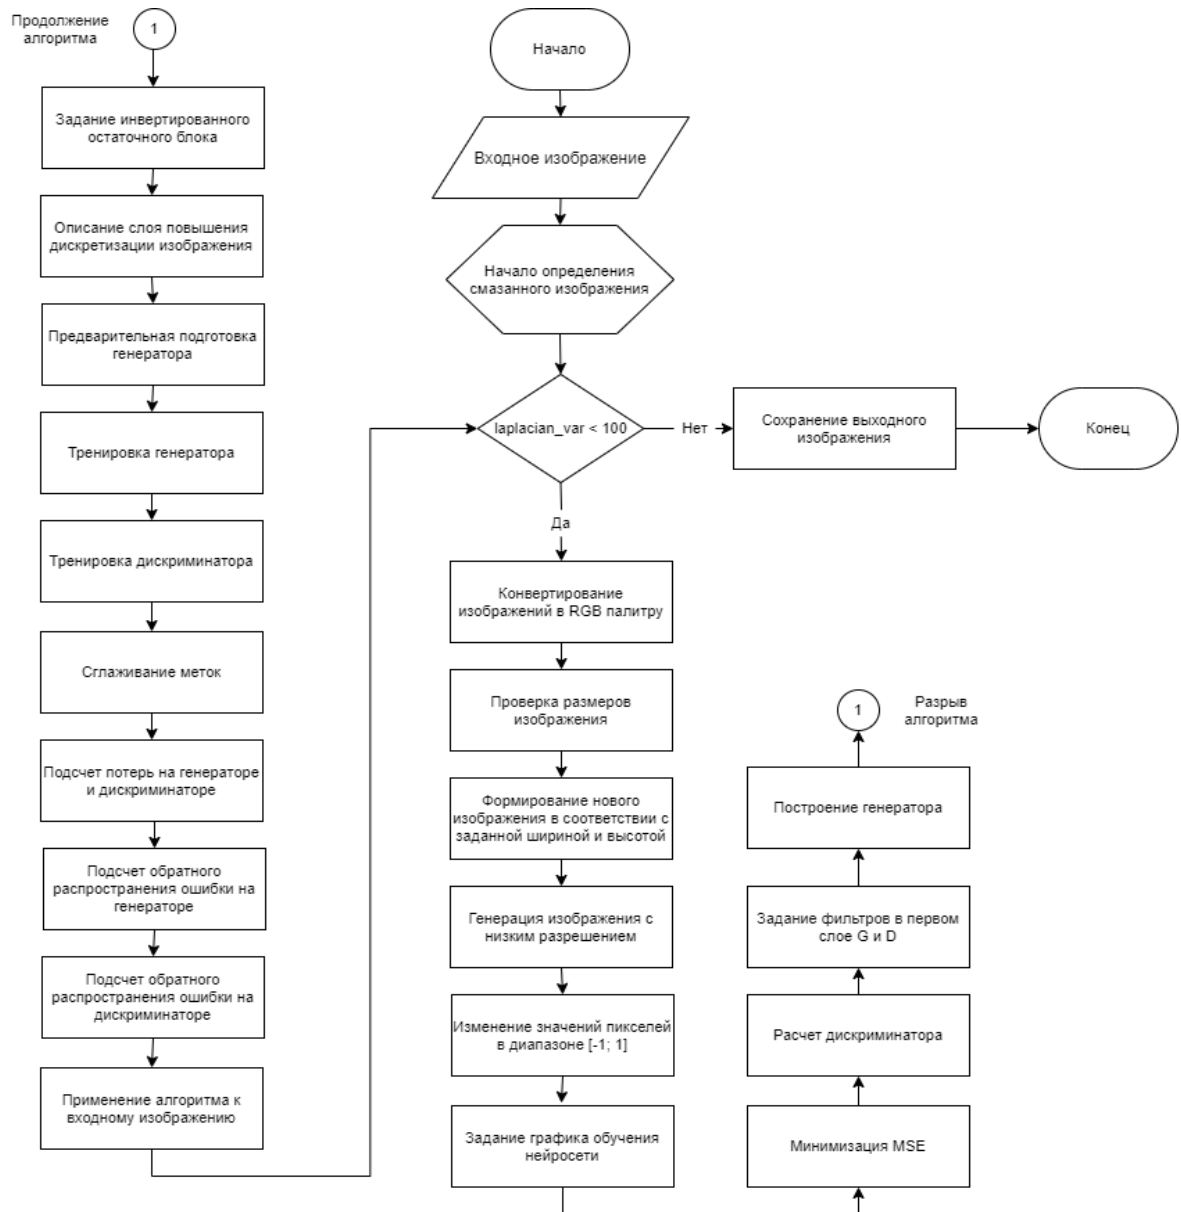 Продолжение
алгоритма
1
Задание инвертированного
остаточного блока
Описание слоя повышения
дискретизации изображения
Предварительная подготовка
генератора
Тренировка генератора
Тренировка дискриминатора
Сглаживание меток
Подсчет потерь на генераторе
и дискриминаторе
Подсчет обратного
распространения ошибки на
генераторе
Подсчет обратного
распространения ошибки на
дискриминаторе
Применение алгоритма к
входному изображению
Начало
Входное изображение
Начало определения
смазанного изображения
laplacian_var < 100
Нет
Сохранение выходного
изображения
Конец
Да
Конвертирование
изображений в RGB палитру
Проверка размеров
изображения
Формирование нового
изображения в соответствии с
заданной шириной и высотой
Генерация изображения с
низким разрешением
Изменение значений пикселей
в диапазоне [-1; 1]
Задание графика обучения
нейросети
1
Разрыв
алгоритма
Построение генератора
Задание фильтров в первом
слое G и D
Расчет дискриминатора
Минимизация MSE